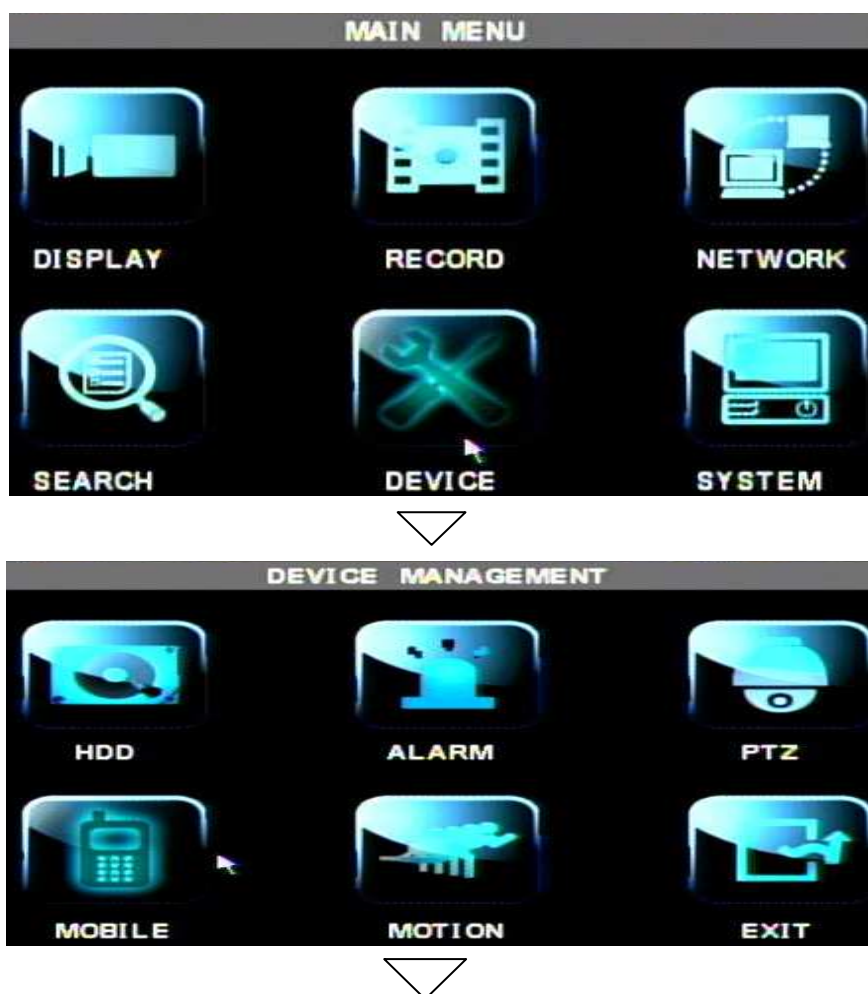 MAIN MENU
DISPLAY RECORD NETWORK
SEARCH DEVICE SYSTEM
DEVICE MANAGEMENT
HDD ALARM PTZ
MOBILE MOTION EXIT